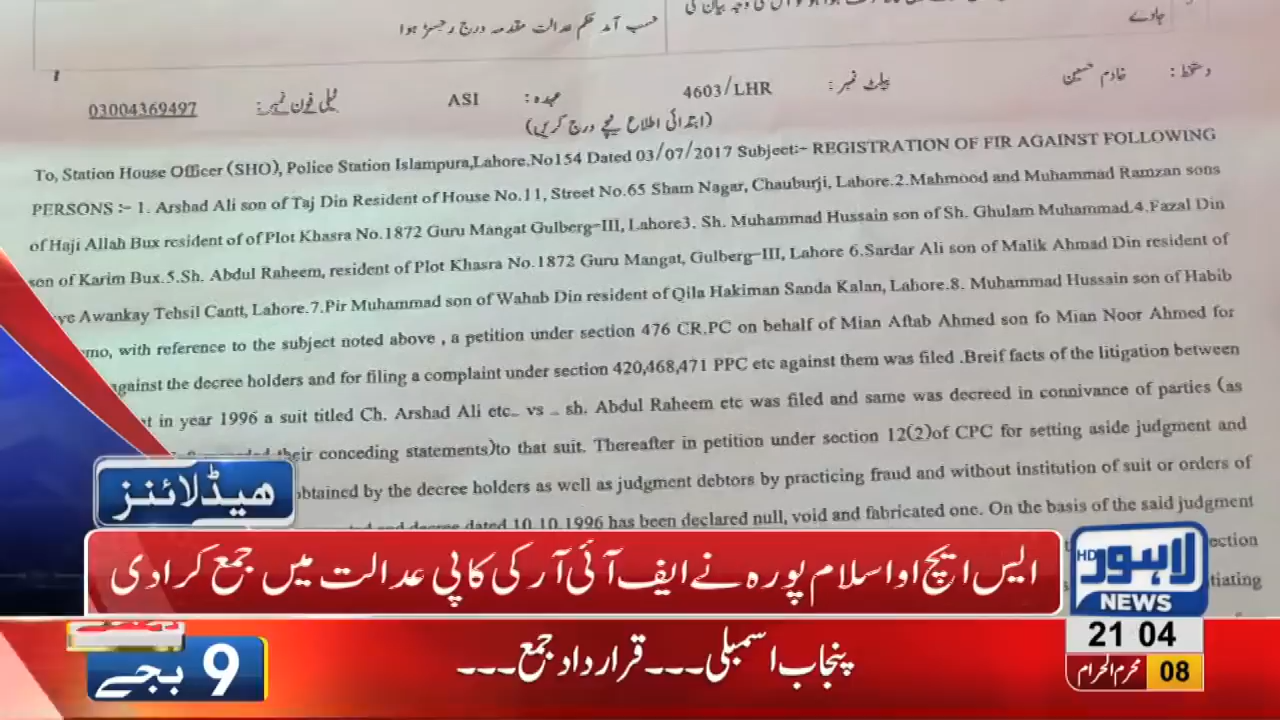 حسب آمد حکم عدالت مقدمہ درج رجسڑ ہوا
کی وجہ بیان کی
جاوے
دستخط: خادم حسین بیلٹ نمبر: 4603/LHR عہدہ: ASI ٹیلی فون نمبر: 03004369497
(ابتدائی اطلاع نیچے درج کریں)
To, Station House Officer (SHO), Police Station Islampura,Lahore.No154 Dated 03/07/2017 Subject:- REGISTRATION OF FIR AGAINST FOLLOWING
PERSONS :- 1. Arshad Ali son of Taj Din Resident of House No.11, Street No.65 Sham Nagar, Chauburji, Lahore.2.Mahmood and Muhammad Ramzan sons
of Haji Allah Bux resident of of Plot Khasra No.1872 Guru Mangat Gulberg-III, Lahore3. Sh. Muhammad Hussain son of Sh. Ghulam Muhammad.4.Fazal Din
son of Karim Bux.5.Sh. Abdul Raheem, resident of Plot Khasra No.1872 Guru Mangat, Gulberg-III, Lahore 6.Sardar Ali son of Malik Ahmad Din resident of
ye Awankay Tehsil Cantt, Lahore.7.Pir Muhammad son of Wahab Din resident of Qila Hakiman Sanda Kalan, Lahore.8. Muhammad Hussain son of Habib
mo, with reference to the subject noted above , a petition under section 476 CR.PC on behalf of Mian Aftab Ahmed son fo Mian Noor Ahmed for
against the decree holders and for filing a complaint under section 420,468,471 PPC etc against them was filed .Breif facts of the litigation between
t in year 1996 a suit titled Ch. Arshad Ali etc.. vs .. sh. Abdul Raheem etc was filed and same was decreed in connivance of parties (as
their conceding statements)to that suit. Thereafter in petition under section 12(2)of CPC for setting aside judgment and
obtained by the decree holders as well as judgment debtors by practicing fraud and without institution of suit or orders of
and decree dated 10.10.1996 has been declared null, void and fabricated one. On the basis of the said judgment
ection
tiating
ھیڈلائنز
ایس ایچ او اسلام پورہ نے ایف آئی آر کی کاپی عدالت میں جمع کرا دی
لاہور HD
NEWS
21 04
محرم الحرام 08
9 بجے
پنجاب اسمبلی۔۔۔قرارداد جمع۔۔۔